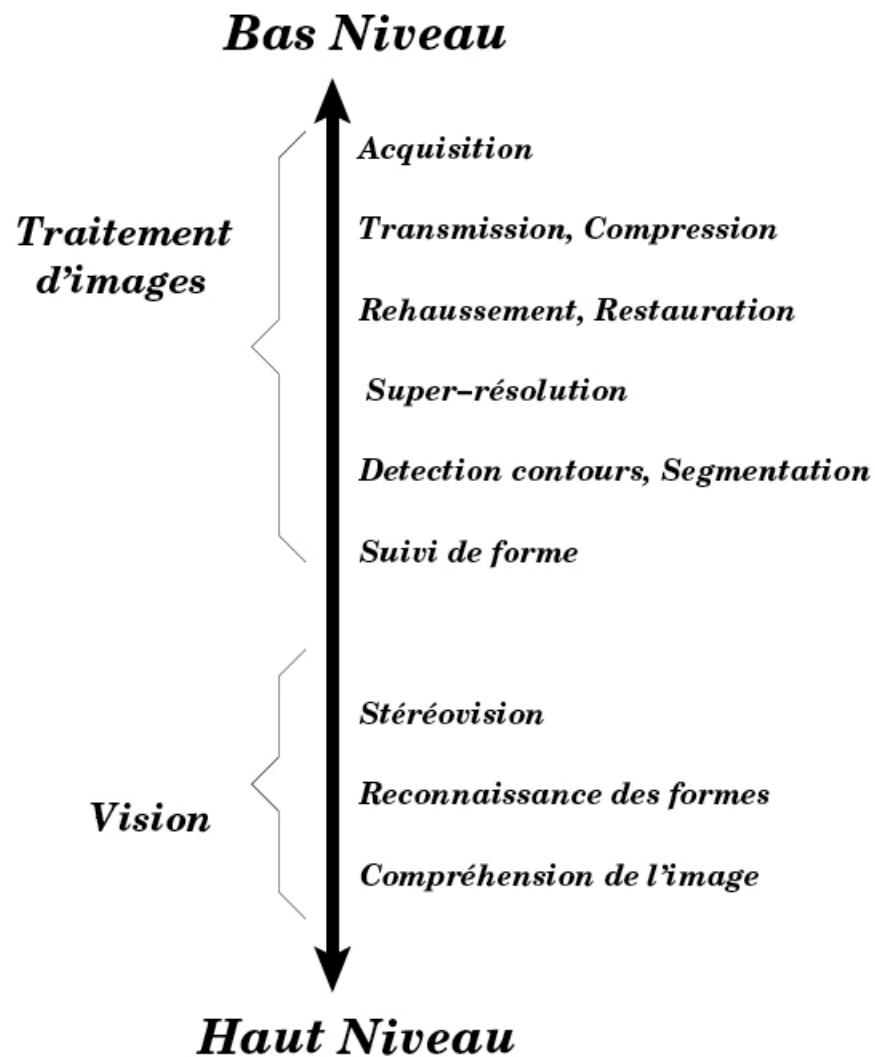 Bas Niveau
Acquisition
Traitement
d'images
Transmission, Compression
Rehaussement, Restauration
Super–résolution
Detection contours, Segmentation
Suivi de forme
Stéréovision
Vision
Reconnaissance des formes
Compréhension de l'image
Haut Niveau